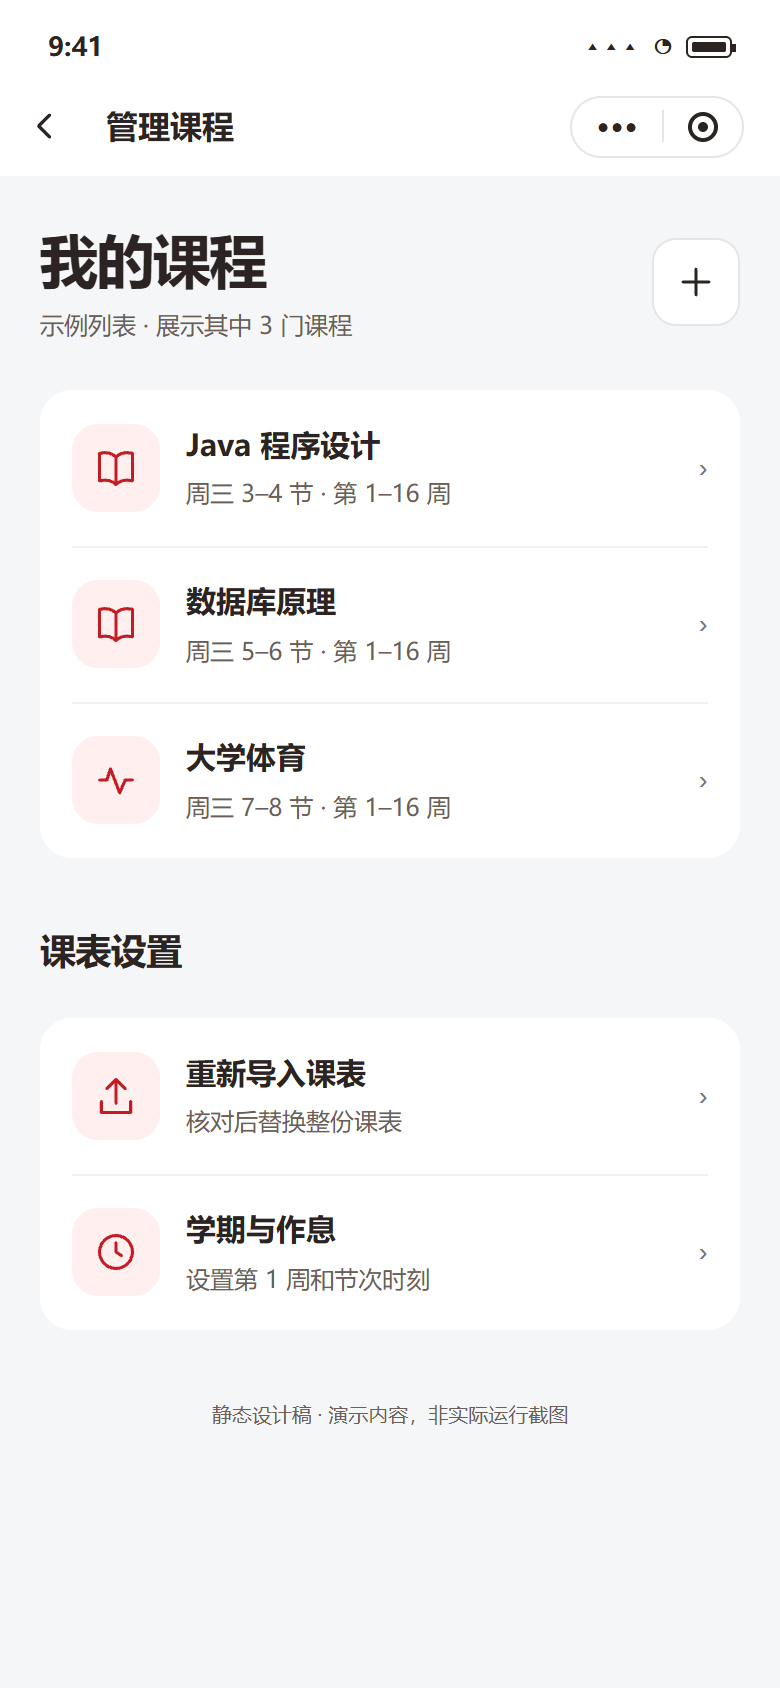 9:41
管理课程
我的课程
示例列表 · 展示其中 3 门课程
Java 程序设计
周三 3–4 节 · 第 1–16 周
数据库原理
周三 5–6 节 · 第 1–16 周
大学体育
周三 7–8 节 · 第 1–16 周
课表设置
重新导入课表
核对后替换整份课表
学期与作息
设置第 1 周和节次时刻
静态设计稿 · 演示内容，非实际运行截图